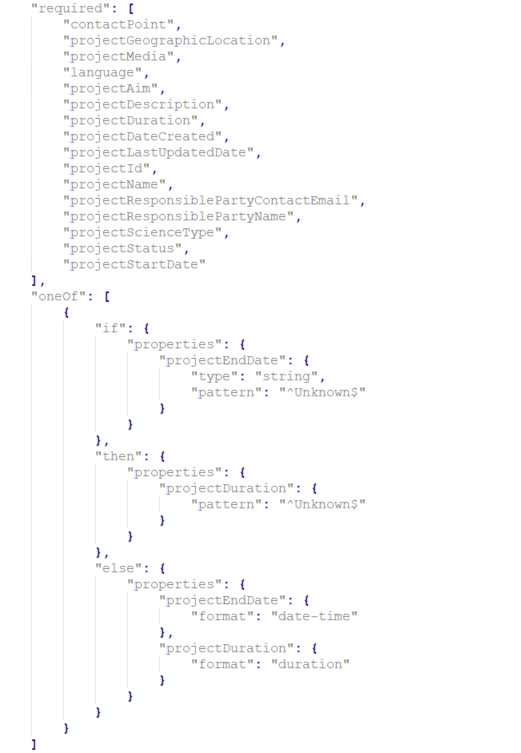 "required": [
"contactPoint",
"projectGeographicLocation",
"projectMedia",
"language",
"projectAim",
"projectDescription",
"projectDuration",
"projectDateCreated",
"projectLastUpdatedDate",
"projectId",
"projectName",
"projectResponsiblePartyContactEmail",
"projectResponsiblePartyName",
"projectScienceType",
"projectStatus",
"projectStartDate"
],
"oneOf": [
{
"if": {
"properties": {
"projectEndDate": {
"type": "string",
"pattern": "^Unknown$"
}
}
},
"then": {
"properties": {
"projectDuration": {
"pattern": "^Unknown$"
}
}
},
"else": {
"properties": {
"projectEndDate": {
"format": "date-time"
},
"projectDuration": {
"format": "duration"
}
}
}
}
]